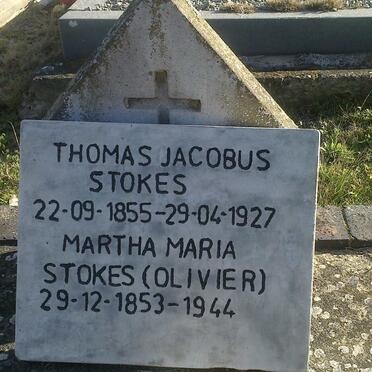 THOMAS JACOBUS
STOKES
22-09-1855-29-04-1927
MARTHA MARIA
STOKES (OLIVIER)
29-12-1853-1944